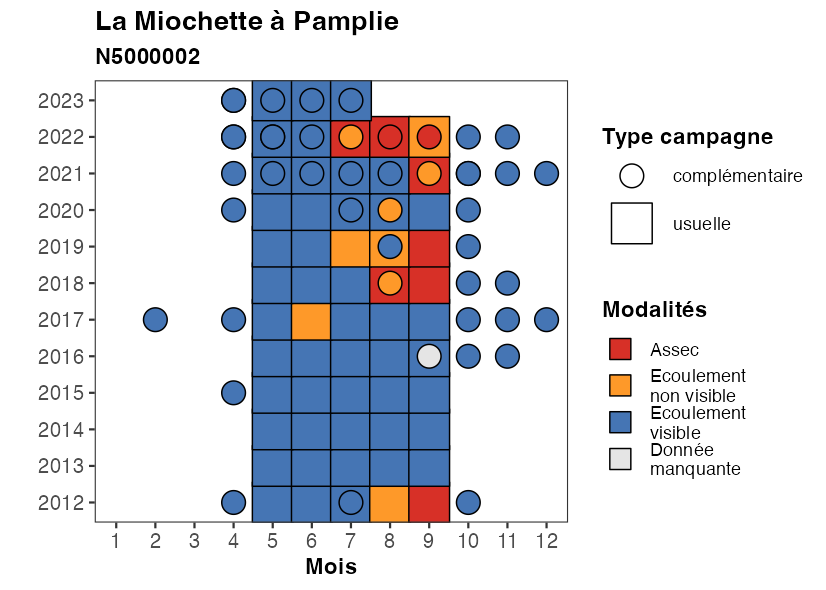 La Miochette à Pamplie
N5000002
2023
2022
2021
2020
2019
2018
2017
2016
2015
2014
2013
2012
1 2 3 4 5 6 7 8 9 10 11 12
Mois
Type campagne
complémentaire
usuelle
Modalités
Assec
Ecoulement
non visible
Ecoulement
visible
Donnée
manquante